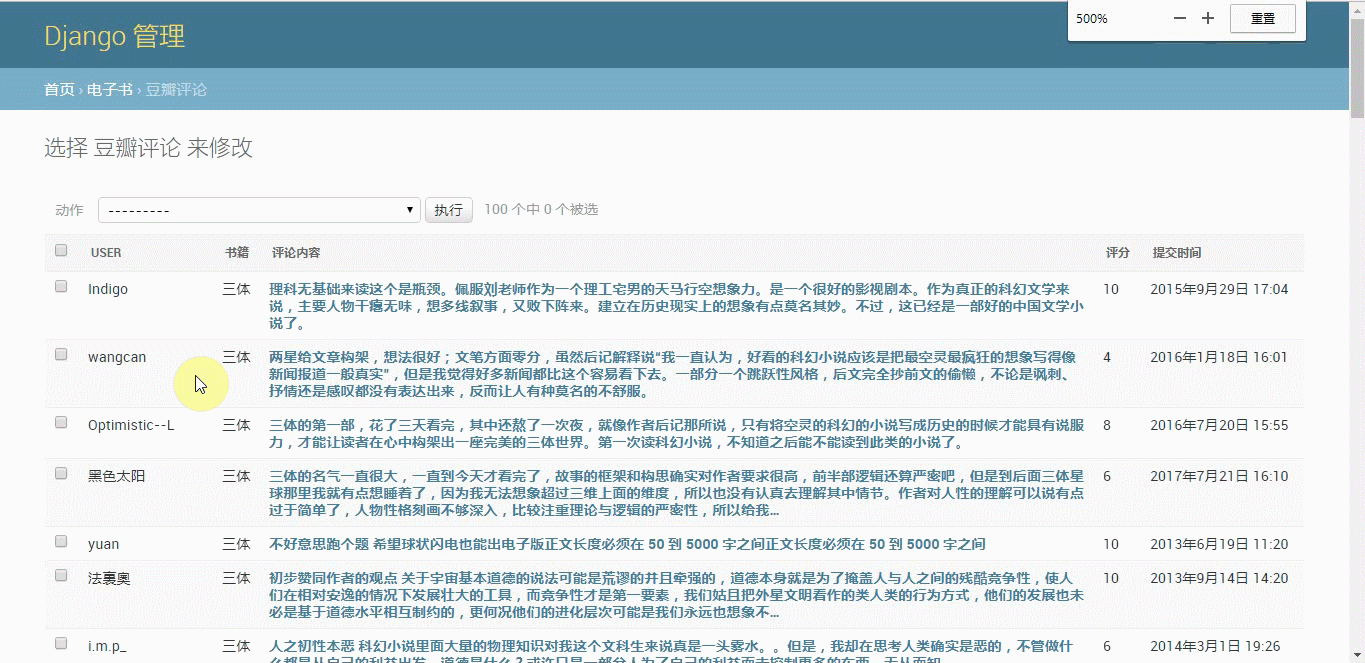 Django 管理
500%
重置
首页 › 电子书 › 豆瓣评论
选择 豆瓣评论 来修改
动作 --------- 执行 100 个中 0 个被选
USER 书籍 评论内容 评分 提交时间
Indigo 三体 理科无基础来读这个是瓶颈。佩服刘老师作为一个理工宅男的天马行空想象力。是一个很好的影视剧本。作为真正的科幻文学来 10 2015年9月29日 17:04
说，主要人物干瘪无味，想多线叙事，又败下阵来。建立在历史现实上的想象有点莫名其妙。不过，这已经是一部好的中国文学小
说了。
wangcan 三体 两星给文章构架，想法很好；文笔方面零分，虽然后记解释说“我一直认为，好看的科幻小说应该是把最空灵最疯狂的想象写得像 4 2016年1月18日 16:01
新闻报道一般真实”，但是我觉得好多新闻都比这个容易看下去。一部分一个跳跃性风格，后文完全抄前文的偷懒，不论是讽刺、
抒情还是感叹都没有表达出来，反而让人有种莫名的不舒服。
Optimistic--L 三体 三体的第一部，花了三天看完，其中还熬了一次夜，就像作者后记那所说，只有将空灵的科幻的小说写成历史的时候才能具有说服 8 2016年7月20日 15:55
力，才能让读者在心中构架出一座完美的三体世界。第一次读科幻小说，不知道之后能不能读到此类的小说了。
黑色太阳 三体 三体的名气一直很大，一直到今天才看完了，故事的框架和构思确实对作者要求很高，前半部逻辑还算严密吧，但是到后面三体星 6 2017年7月21日 16:10
球那里我就有点想睡着了，因为我无法想象超过三维上面的维度，所以也没有认真去理解其中情节。作者对人性的理解可以说有点
过于简单了，人物性格刻画不够深入，比较注重理论与逻辑的严密性，所以给我...
yuan 三体 不好意思跑个题 希望球状闪电也能出电子版正文长度必须在 50 到 5000 字之间正文长度必须在 50 到 5000 字之间 10 2013年6月19日 11:20
法裏奥 三体 初步赞同作者的观点 关于宇宙基本道德的说法可能是荒谬的并且牵强的，道德本身就是为了掩盖人与人之间的残酷竞争性，使人 10 2013年9月14日 14:20
们在相对安逸的情况下发展壮大的工具，而竞争性才是第一要素，我们姑且把外星文明看作的类人类的行为方式，他们的发展也未
必是基于道德水平相互制约的，更何况他们的进化层次可能是我们永远也想象不...
i.m.p_ 三体 人之初性本恶 科幻小说里面大量的物理知识对我这个文科生来说真是一头雾水。。但是，我却在思考人类确实是恶的，不管做什 6 2014年3月1日 19:26